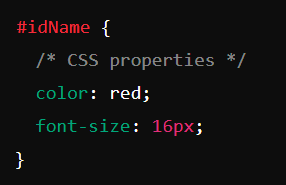 #idName {
  /* CSS properties */
  color: red;
  font-size: 16px;
}